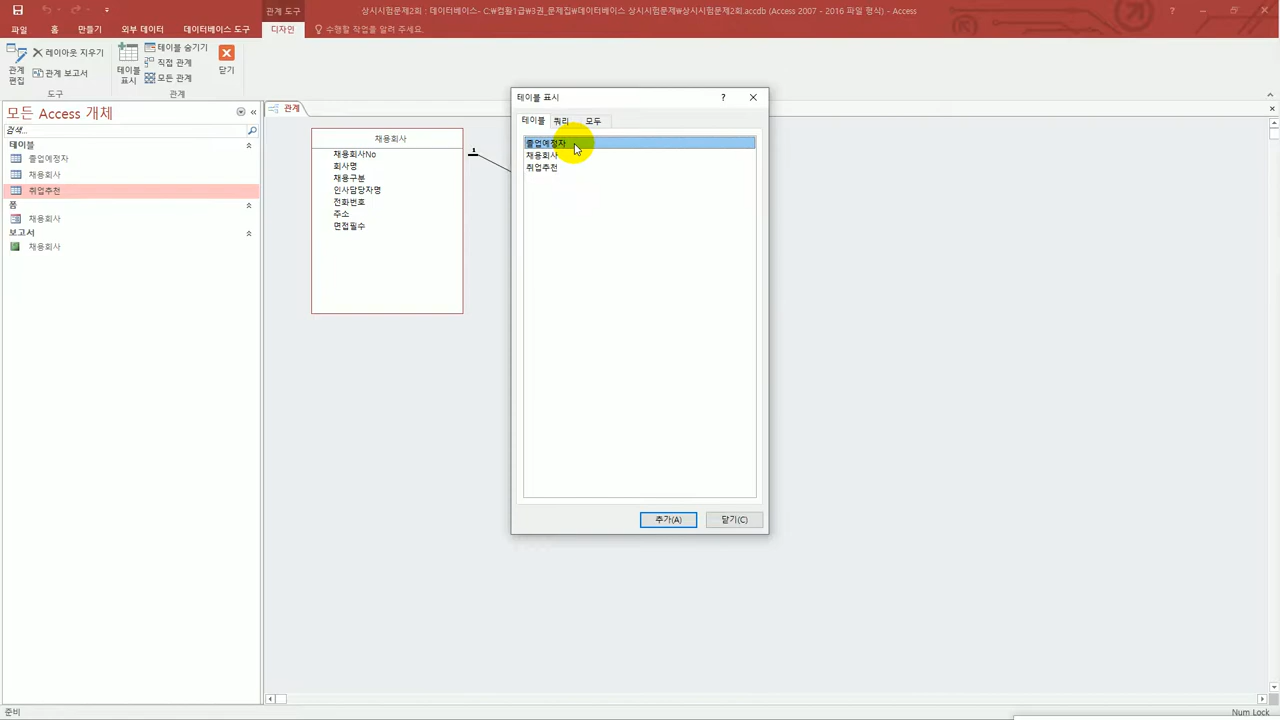 관계 도구
상시시험문제2회 : 데이터베이스- C:₩컴활1급₩3권_문제집₩데이터베이스 상시시험문제₩상시시험문제2회.accdb (Access 2007 - 2016 파일 형식) - Access
파일 홈 만들기 외부 데이터 데이터베이스 도구 디자인 수행할 작업을 알려 주세요.
관계 편집
레이아웃 지우기
관계 보고서
도구
테이블 표시
테이블 숨기기
직접 관계
모든 관계
관계
닫기
모든 Access 개체
검색...
테이블
졸업예정자
채용회사
취업추천
폼
채용회사
보고서
채용회사
관계
채용회사
채용회사No
회사명
채용구분
인사담당자명
전화번호
주소
면접필수
1
테이블 표시
테이블 쿼리 모두
졸업예정자
채용회사
취업추천
추가(A) 닫기(C)
준비
Num Lock